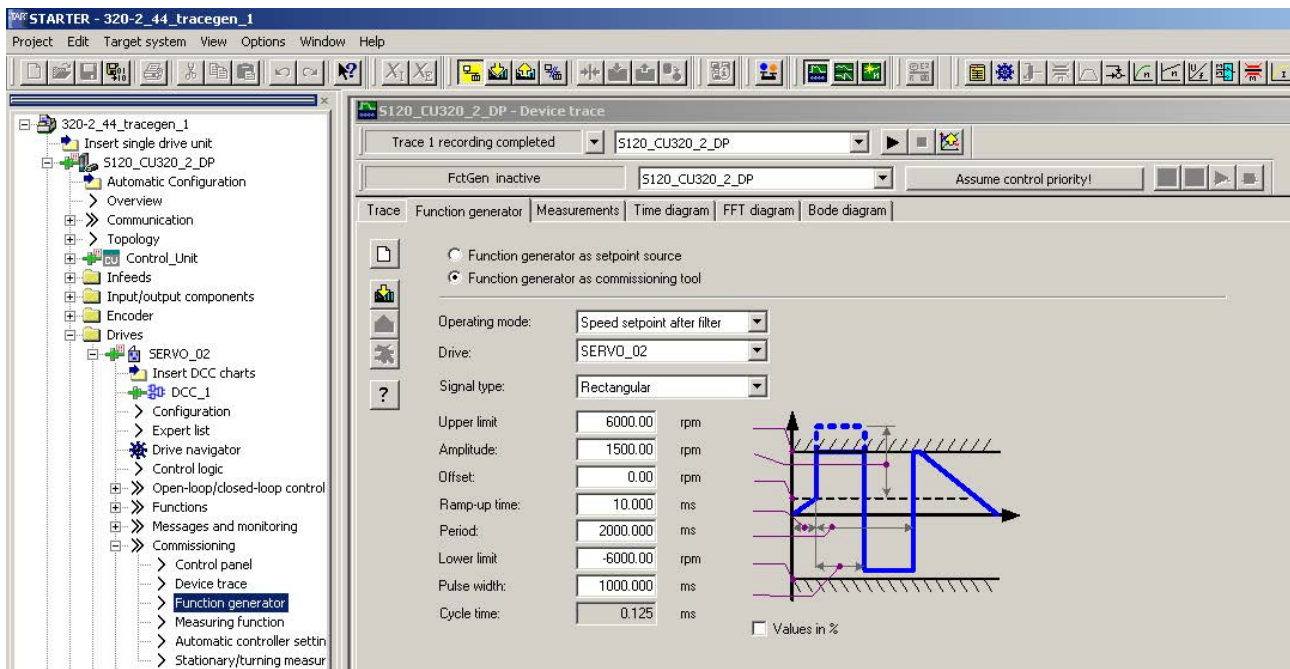 STARTER - 320-2_44_tracegen_1
Project Edit Target system View Options Window Help
320-2_44_tracegen_1
Insert single drive unit
S120_CU320_2_DP
Automatic Configuration
Overview
Communication
Topology
Control_Unit
Infeeds
Input/output components
Encoder
Drives
SERVO_02
Insert DCC charts
DCC_1
Configuration
Expert list
Drive navigator
Control logic
Open-loop/closed-loop control
Functions
Messages and monitoring
Commissioning
Control panel
Device trace
Function generator
Measuring function
Automatic controller settin
Stationary/turning measur
S120_CU320_2_DP - Device trace
Trace 1 recording completed S120_CU320_2_DP
FctGen inactive S120_CU320_2_DP Assume control priority!
Trace Function generator Measurements Time diagram FFT diagram Bode diagram
Function generator as setpoint source
Function generator as commissioning tool
Operating mode: Speed setpoint after filter
Drive: SERVO_02
Signal type: Rectangular
Upper limit 6000.00 rpm
Amplitude: 1500.00 rpm
Offset: 0.00 rpm
Ramp-up time: 10.000 ms
Period: 2000.000 ms
Lower limit -6000.00 rpm
Pulse width: 1000.000 ms
Cycle time: 0.125 ms
Values in %